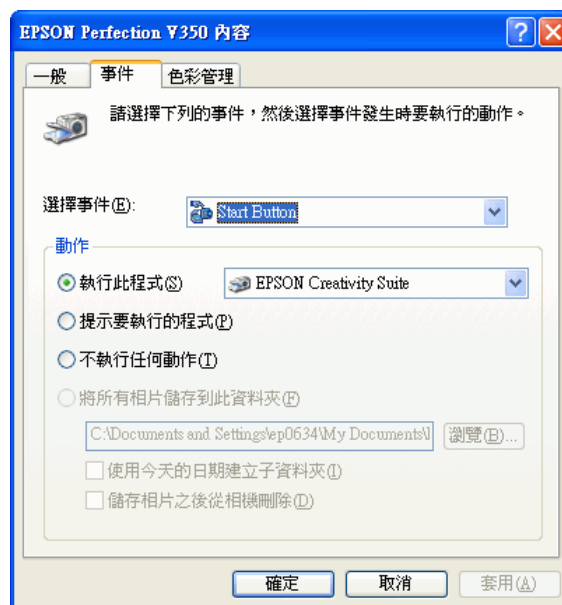 EPSON Perfection V350 內容
一般 事件 色彩管理
請選擇下列的事件，然後選擇事件發生時要執行的動作。
選擇事件(E): Start Button
動作
執行此程式(S) EPSON Creativity Suite
提示要執行的程式(P)
不執行任何動作(T)
將所有相片儲存到此資料夾(F)
C:\Documents and Settings\ep0634\My Documents\ 瀏覽(B)...
使用今天的日期建立子資料夾(I)
儲存相片之後從相機刪除(D)
確定 取消 套用(A)